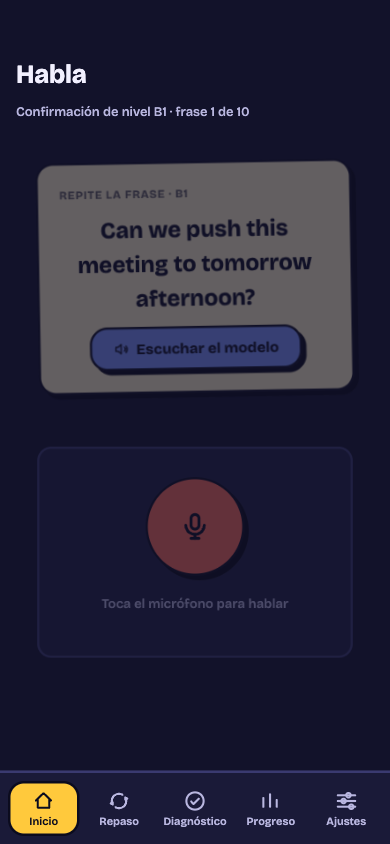 Habla
Confirmación de nivel B1 · frase 1 de 10
REPITE LA FRASE · B1
Can we push this
meeting to tomorrow
afternoon?
Escuchar el modelo
Toca el micrófono para hablar
Inicio
Repaso
Diagnóstico
Progreso
Ajustes